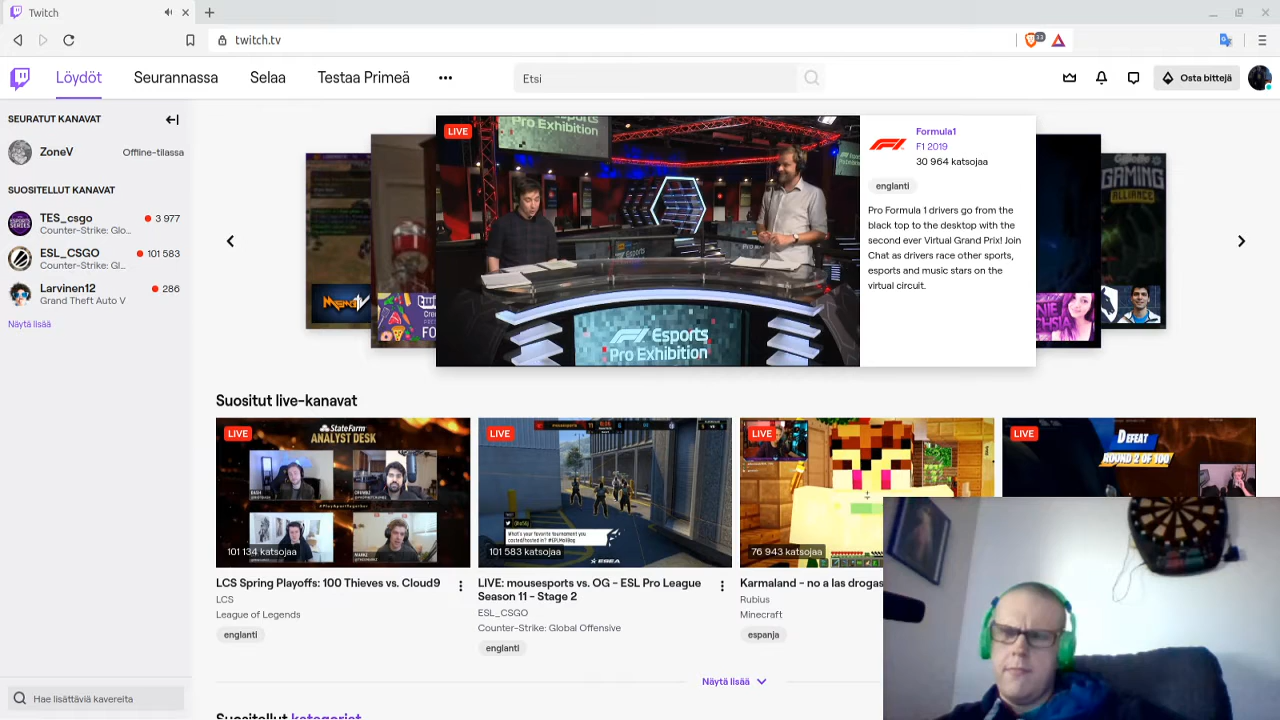 Twitch
twitch.tv
33
Löydöt
Seurannassa
Selaa
Testaa Primeä
Etsi
Osta bittejä
SEURATUT KANAVAT
ZoneV
Offline-tilassa
SUOSITELLUT KANAVAT
TES_csgo
3 977
Counter-Strike: Glo...
ESL_CSGO
101 583
Counter-Strike: Gl...
Larvinen12
286
Grand Theft Auto V
Näytä lisää
LIVE
Pro Exhibition
Esports
Pro Exhibition
Formula1
F1 2019
30 964 katsojaa
englanti
Pro Formula 1 drivers go from the
black top to the desktop with the
second ever Virtual Grand Prix! Join
Chat as drivers race other sports,
esports and music stars on the
virtual circuit.
Gillette
GAMING
ALLIANCE
Suositut live-kanavat
LIVE
StateFarm
ANALYST DESK
101 134 katsojaa
LCS Spring Playoffs: 100 Thieves vs. Cloud9
LCS
League of Legends
englanti
LIVE
mousesports
ESEA
101 583 katsojaa
LIVE: mousesports vs. OG - ESL Pro League
Season 11 - Stage 2
ESL_CSGO
Counter-Strike: Global Offensive
englanti
LIVE
76 943 katsojaa
Karmaland - no a las drogas
Rubius
Minecraft
espanja
LIVE
DEFEAT
ROUND 2 OF 100
Näytä lisää
Hae lisättäviä kavereita
Suositellut kategoriat